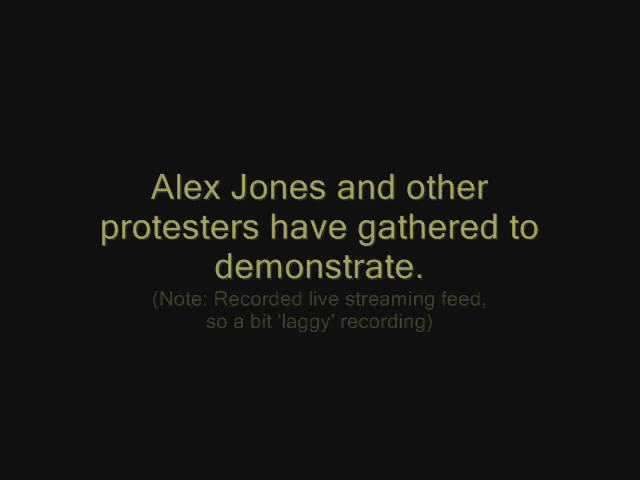 Alex Jones and other
protesters have gathered to
demonstrate.
(Note: Recorded live streaming feed,
so a bit 'laggy' recording)